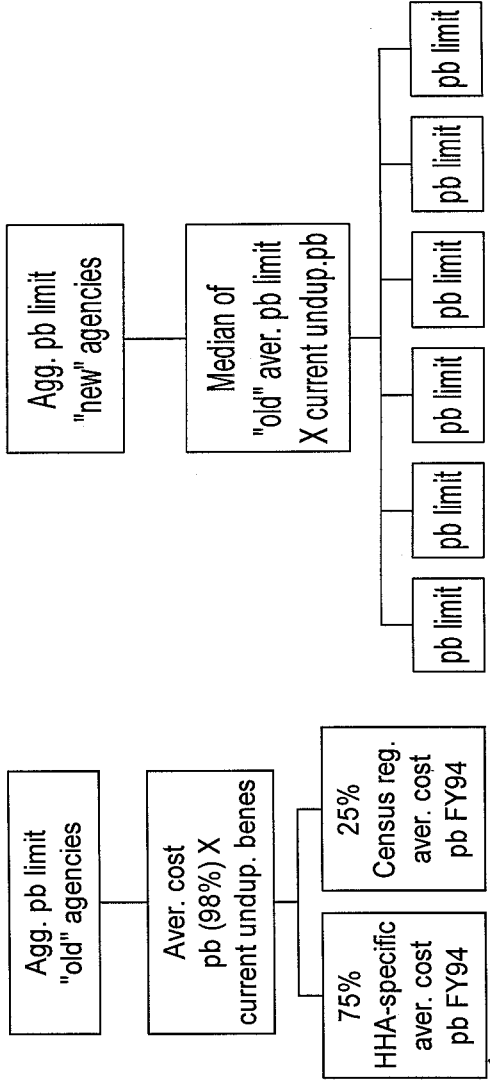 Agg. pb limit
"old" agencies
Aver. cost
pb (98%) X
current undup. benes
75%
HHA-specific
aver. cost
pb FY94
25%
Census reg.
aver. cost
pb FY94
Agg. pb limit
"new" agencies
Median of
"old" aver. pb limit
X current undup.pb
pb limit
pb limit
pb limit
pb limit
pb limit
pb limit